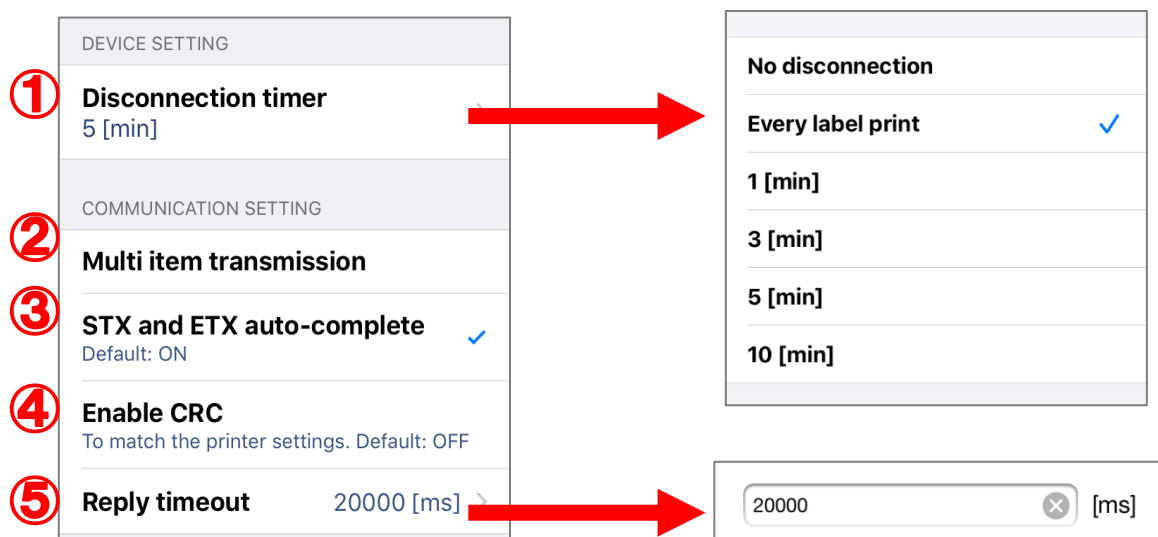 DEVICE SETTING
① Disconnection timer
5 [min]
COMMUNICATION SETTING
② Multi item transmission
③ STX and ETX auto-complete
Default: ON
④ Enable CRC
To match the printer settings. Default: OFF
⑤ Reply timeout 20000 [ms]
No disconnection
Every label print
1 [min]
3 [min]
5 [min]
10 [min]
20000 [ms]